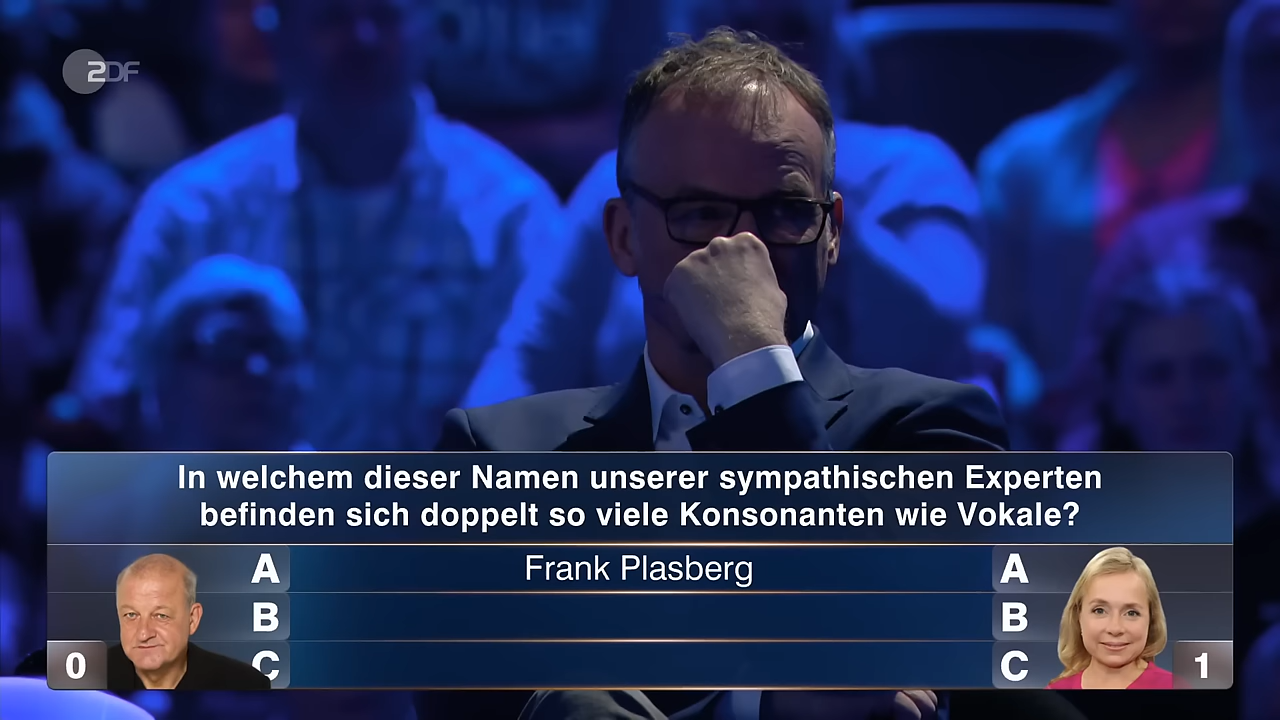 ZDF
In welchem dieser Namen unserer sympathischen Experten
befinden sich doppelt so viele Konsonanten wie Vokale?
A Frank Plasberg A
B B
0 C C 1